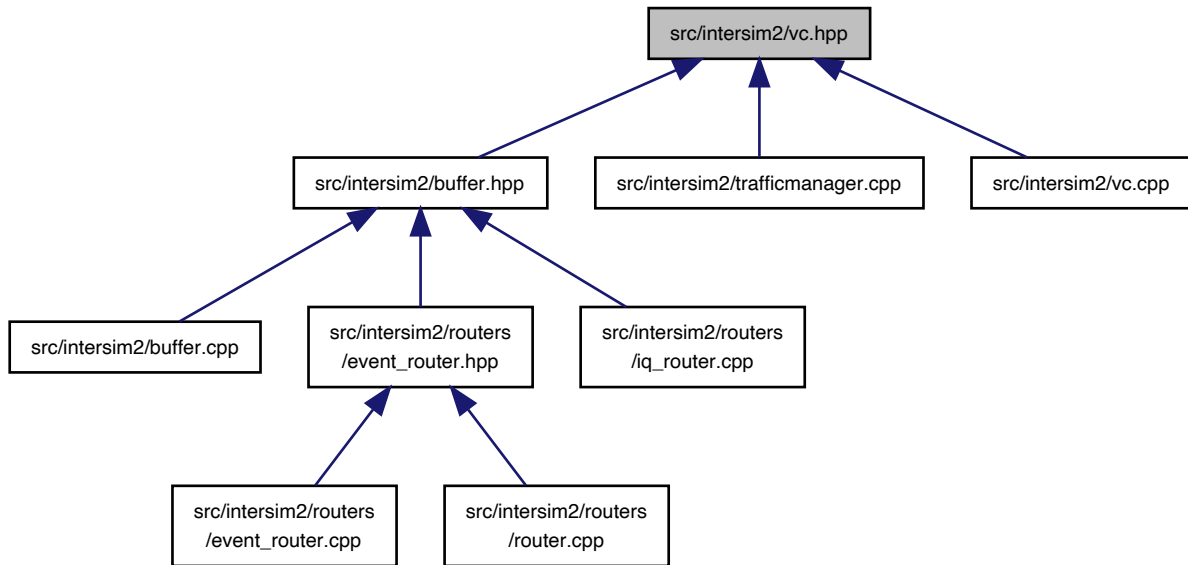 src/intersim2/vc.hpp
src/intersim2/buffer.hpp
src/intersim2/trafficmanager.cpp
src/intersim2/vc.cpp
src/intersim2/buffer.cpp
src/intersim2/routers
/event_router.hpp
src/intersim2/routers
/iq_router.cpp
src/intersim2/routers
/event_router.cpp
src/intersim2/routers
/router.cpp